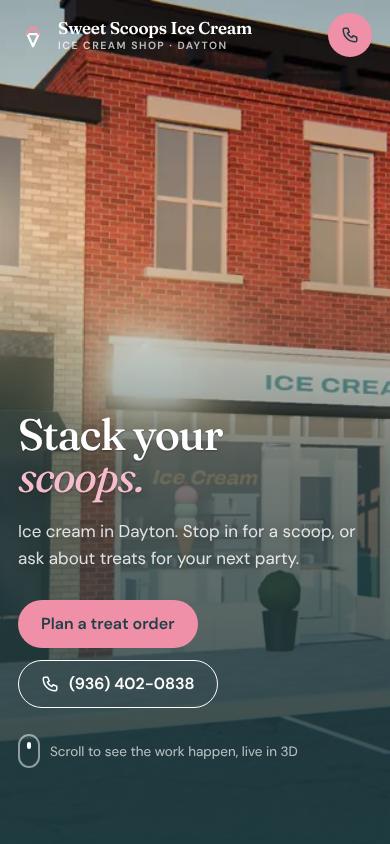 Sweet Scoops Ice Cream
ICE CREAM SHOP · DAYTON
ICE CREA
Stack your
scoops.
Ice Cream
Ice cream in Dayton. Stop in for a scoop, or
ask about treats for your next party.
Plan a treat order
(936) 402-0838
Scroll to see the work happen, live in 3D